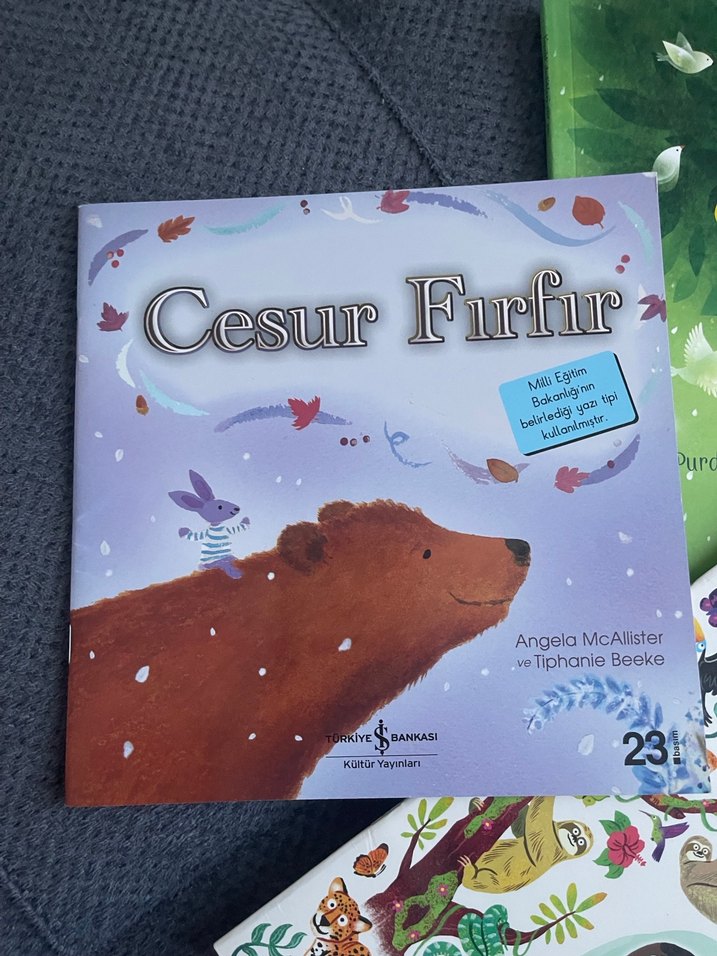 Cesur Fırfır
Milli Eğitim
Bakanlığı'nın
belirlediği yazı tipi
kullanılmıştır.
Angela McAllister
ve Tiphanie Beeke
TÜRKİYE İŞ BANKASI
Kültür Yayınları
23.
basım